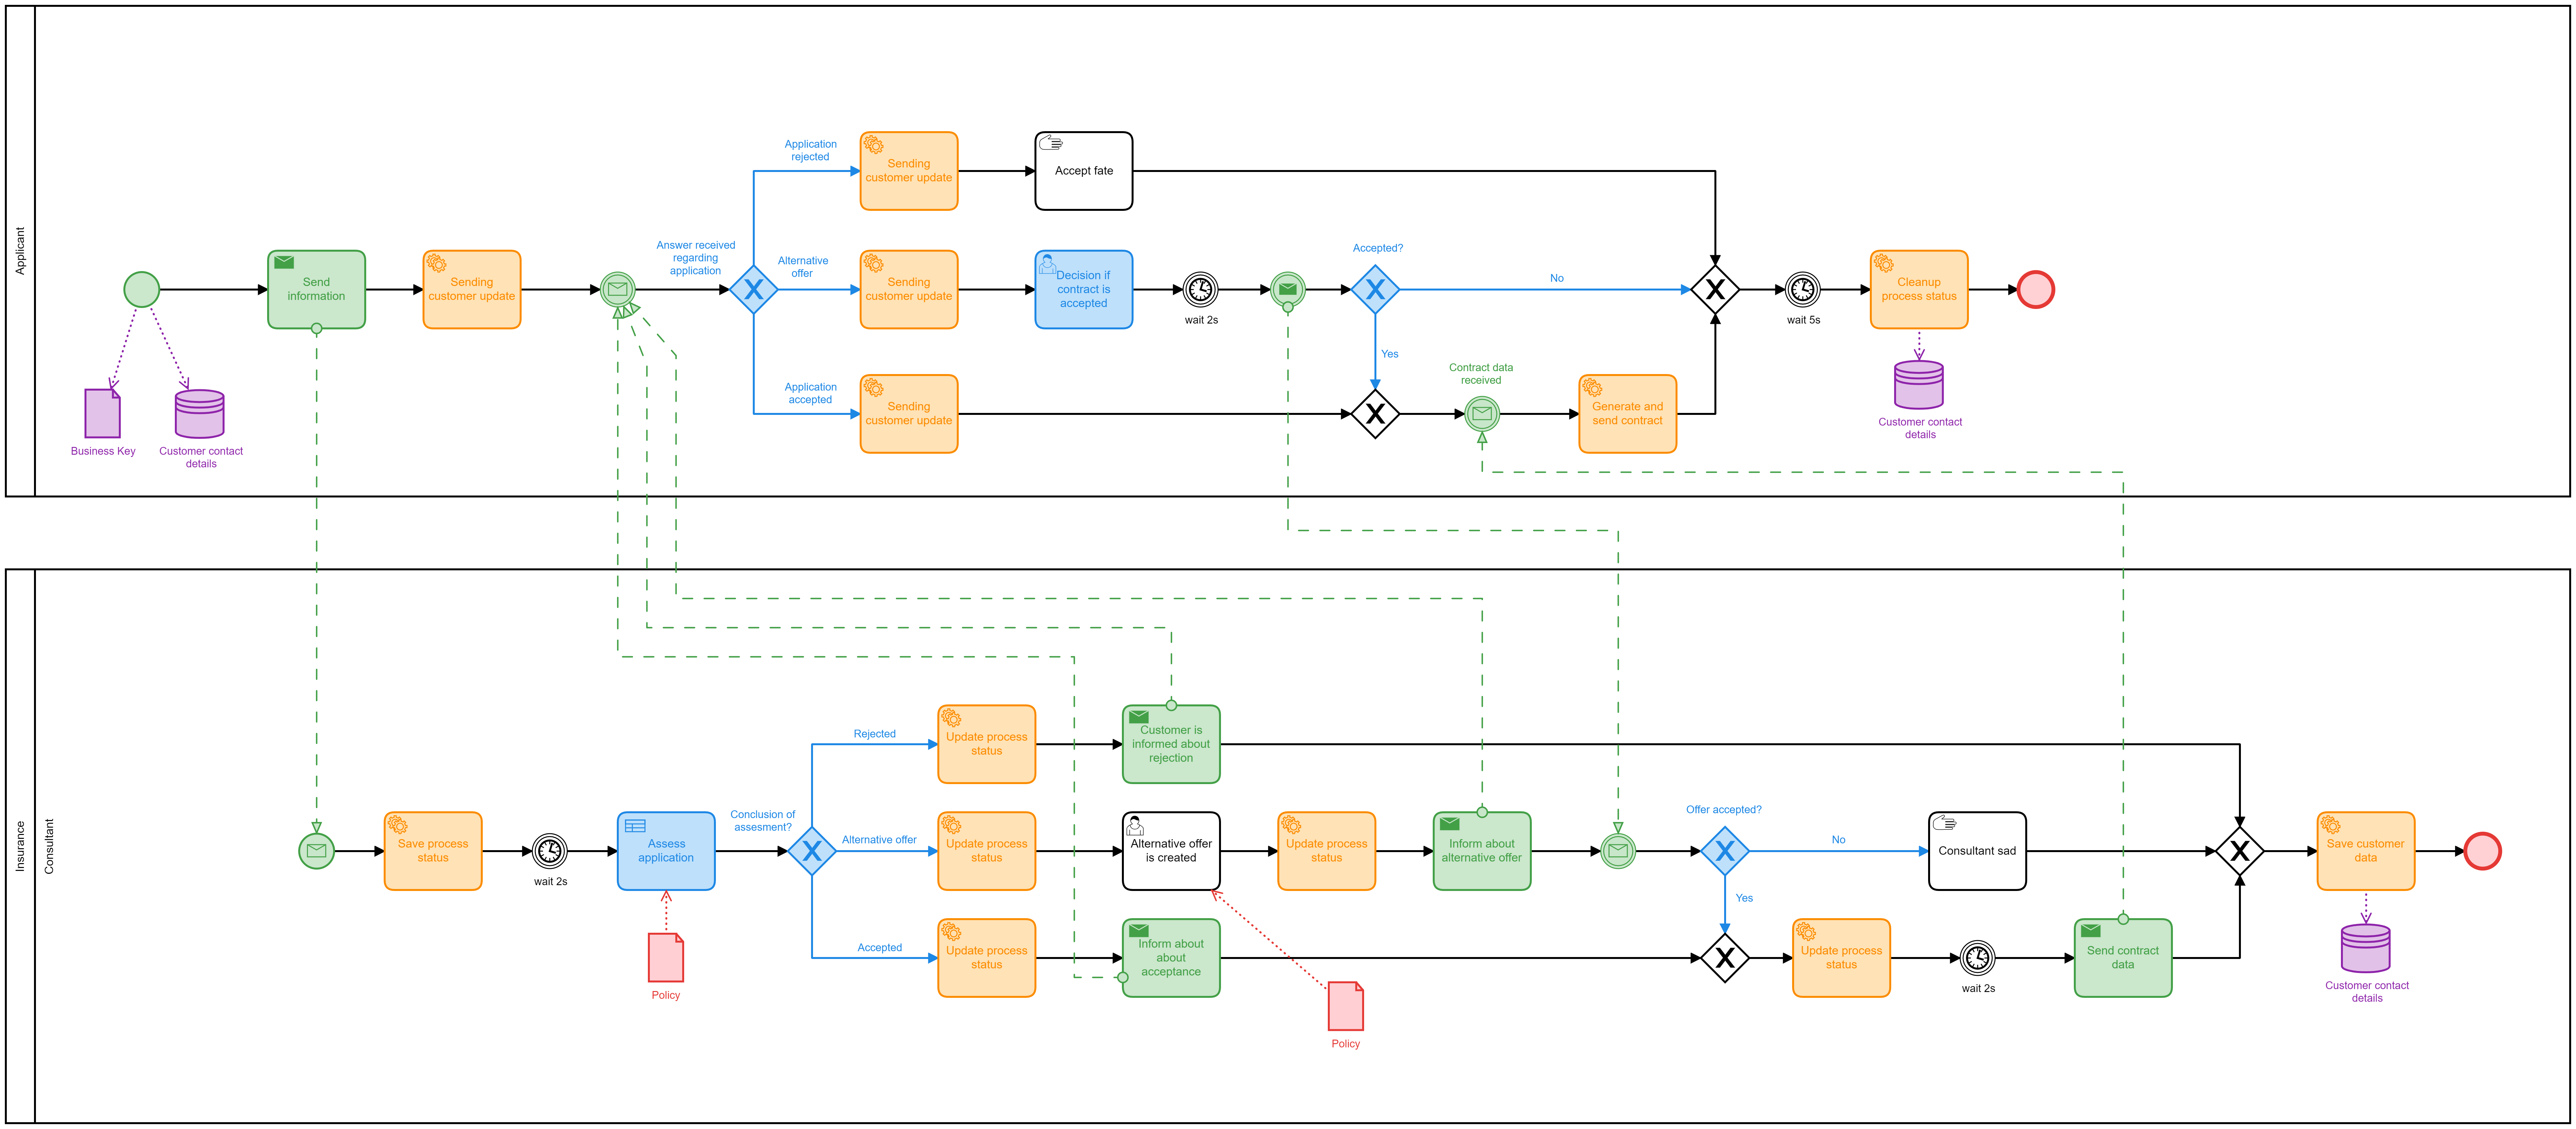 Applicant
Application
rejected
Sending
customer update
Accept fate
Answer received
regarding
application
Alternative
offer
Send
information
Sending
customer update
Sending
customer update
Decision if
contract is
accepted
wait 2s
Accepted?
No
Yes
wait 5s
Cleanup
process status
Contract data
received
Application
accepted
Sending
customer update
Generate and
send contract
Business Key
Customer contact
details
Customer contact
details
Insurance
Consultant
Rejected
Update process
status
Customer is
informed about
rejection
Save process
status
wait 2s
Assess
application
Conclusion of
assesment?
Alternative offer
Update process
status
Alternative offer
is created
Update process
status
Inform about
alternative offer
Offer accepted?
No
Yes
Consultant sad
Save customer
data
Accepted
Update process
status
Inform about
about
acceptance
Update process
status
wait 2s
Send contract
data
Policy
Customer contact
details
Policy